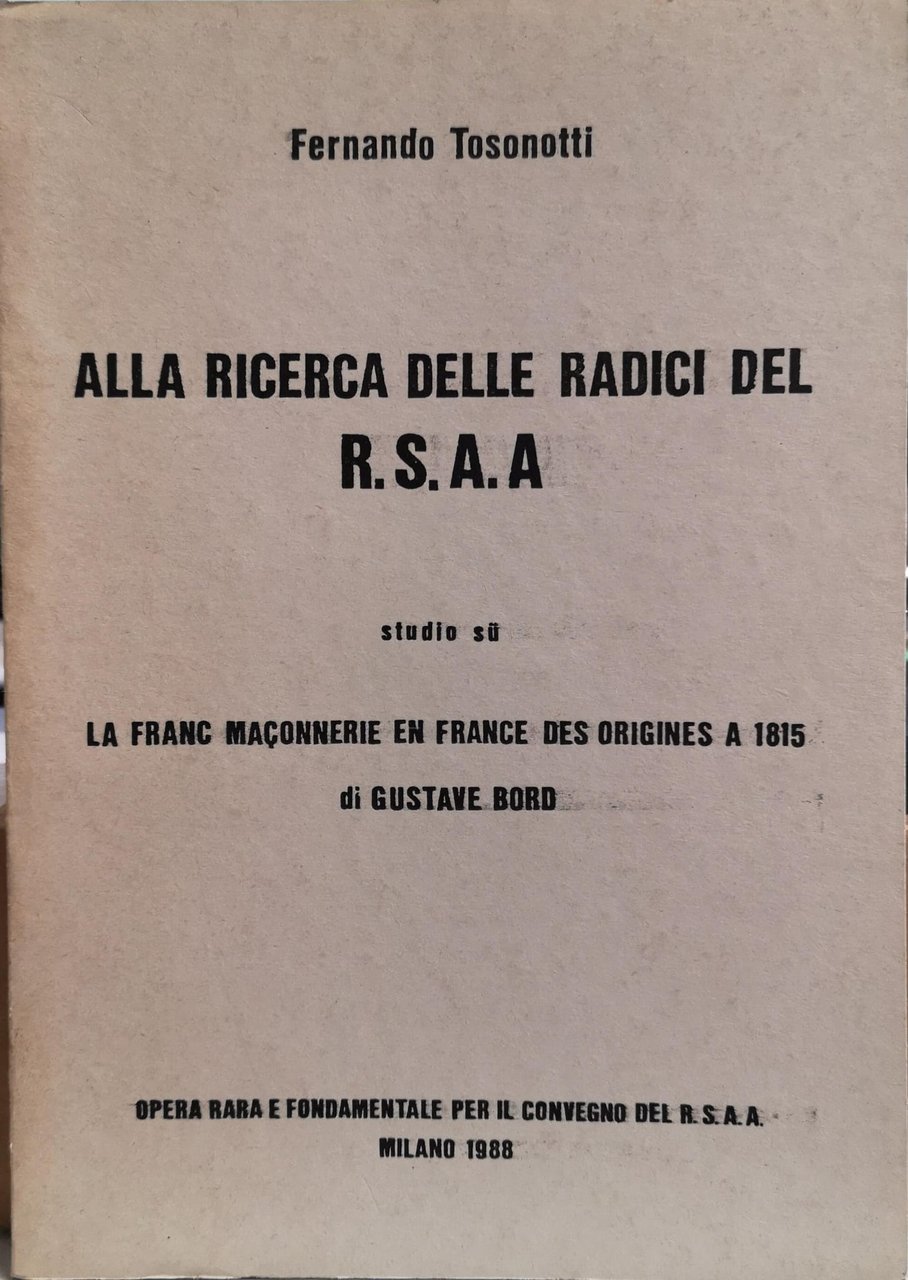 Fernando Tosonotti
ALLA RICERCA DELLE RADICI DEL
R.S.A.A
studio sü
LA FRANC MAÇONNERIE EN FRANCE DES ORIGINES A 1815
di GUSTAVE BORD
OPERA RARA E FONDAMENTALE PER IL CONVEGNO DEL R.S.A.A.
MILANO 1988